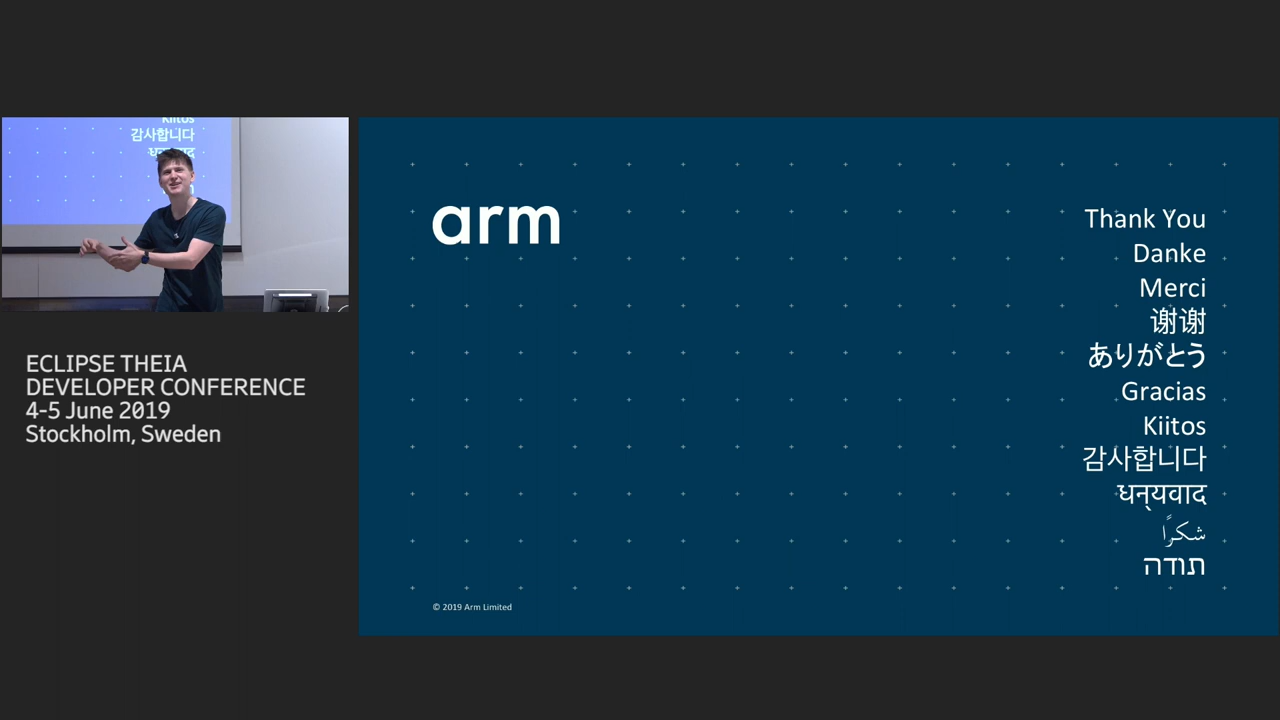 Kiitos
감사합니다
ECLIPSE THEIA
DEVELOPER CONFERENCE
4-5 June 2019
Stockholm, Sweden
arm
Thank You
Danke
Merci
谢谢
ありがとう
Gracias
Kiitos
감사합니다
धन्यवाद
شكرًا
תודה
© 2019 Arm Limited